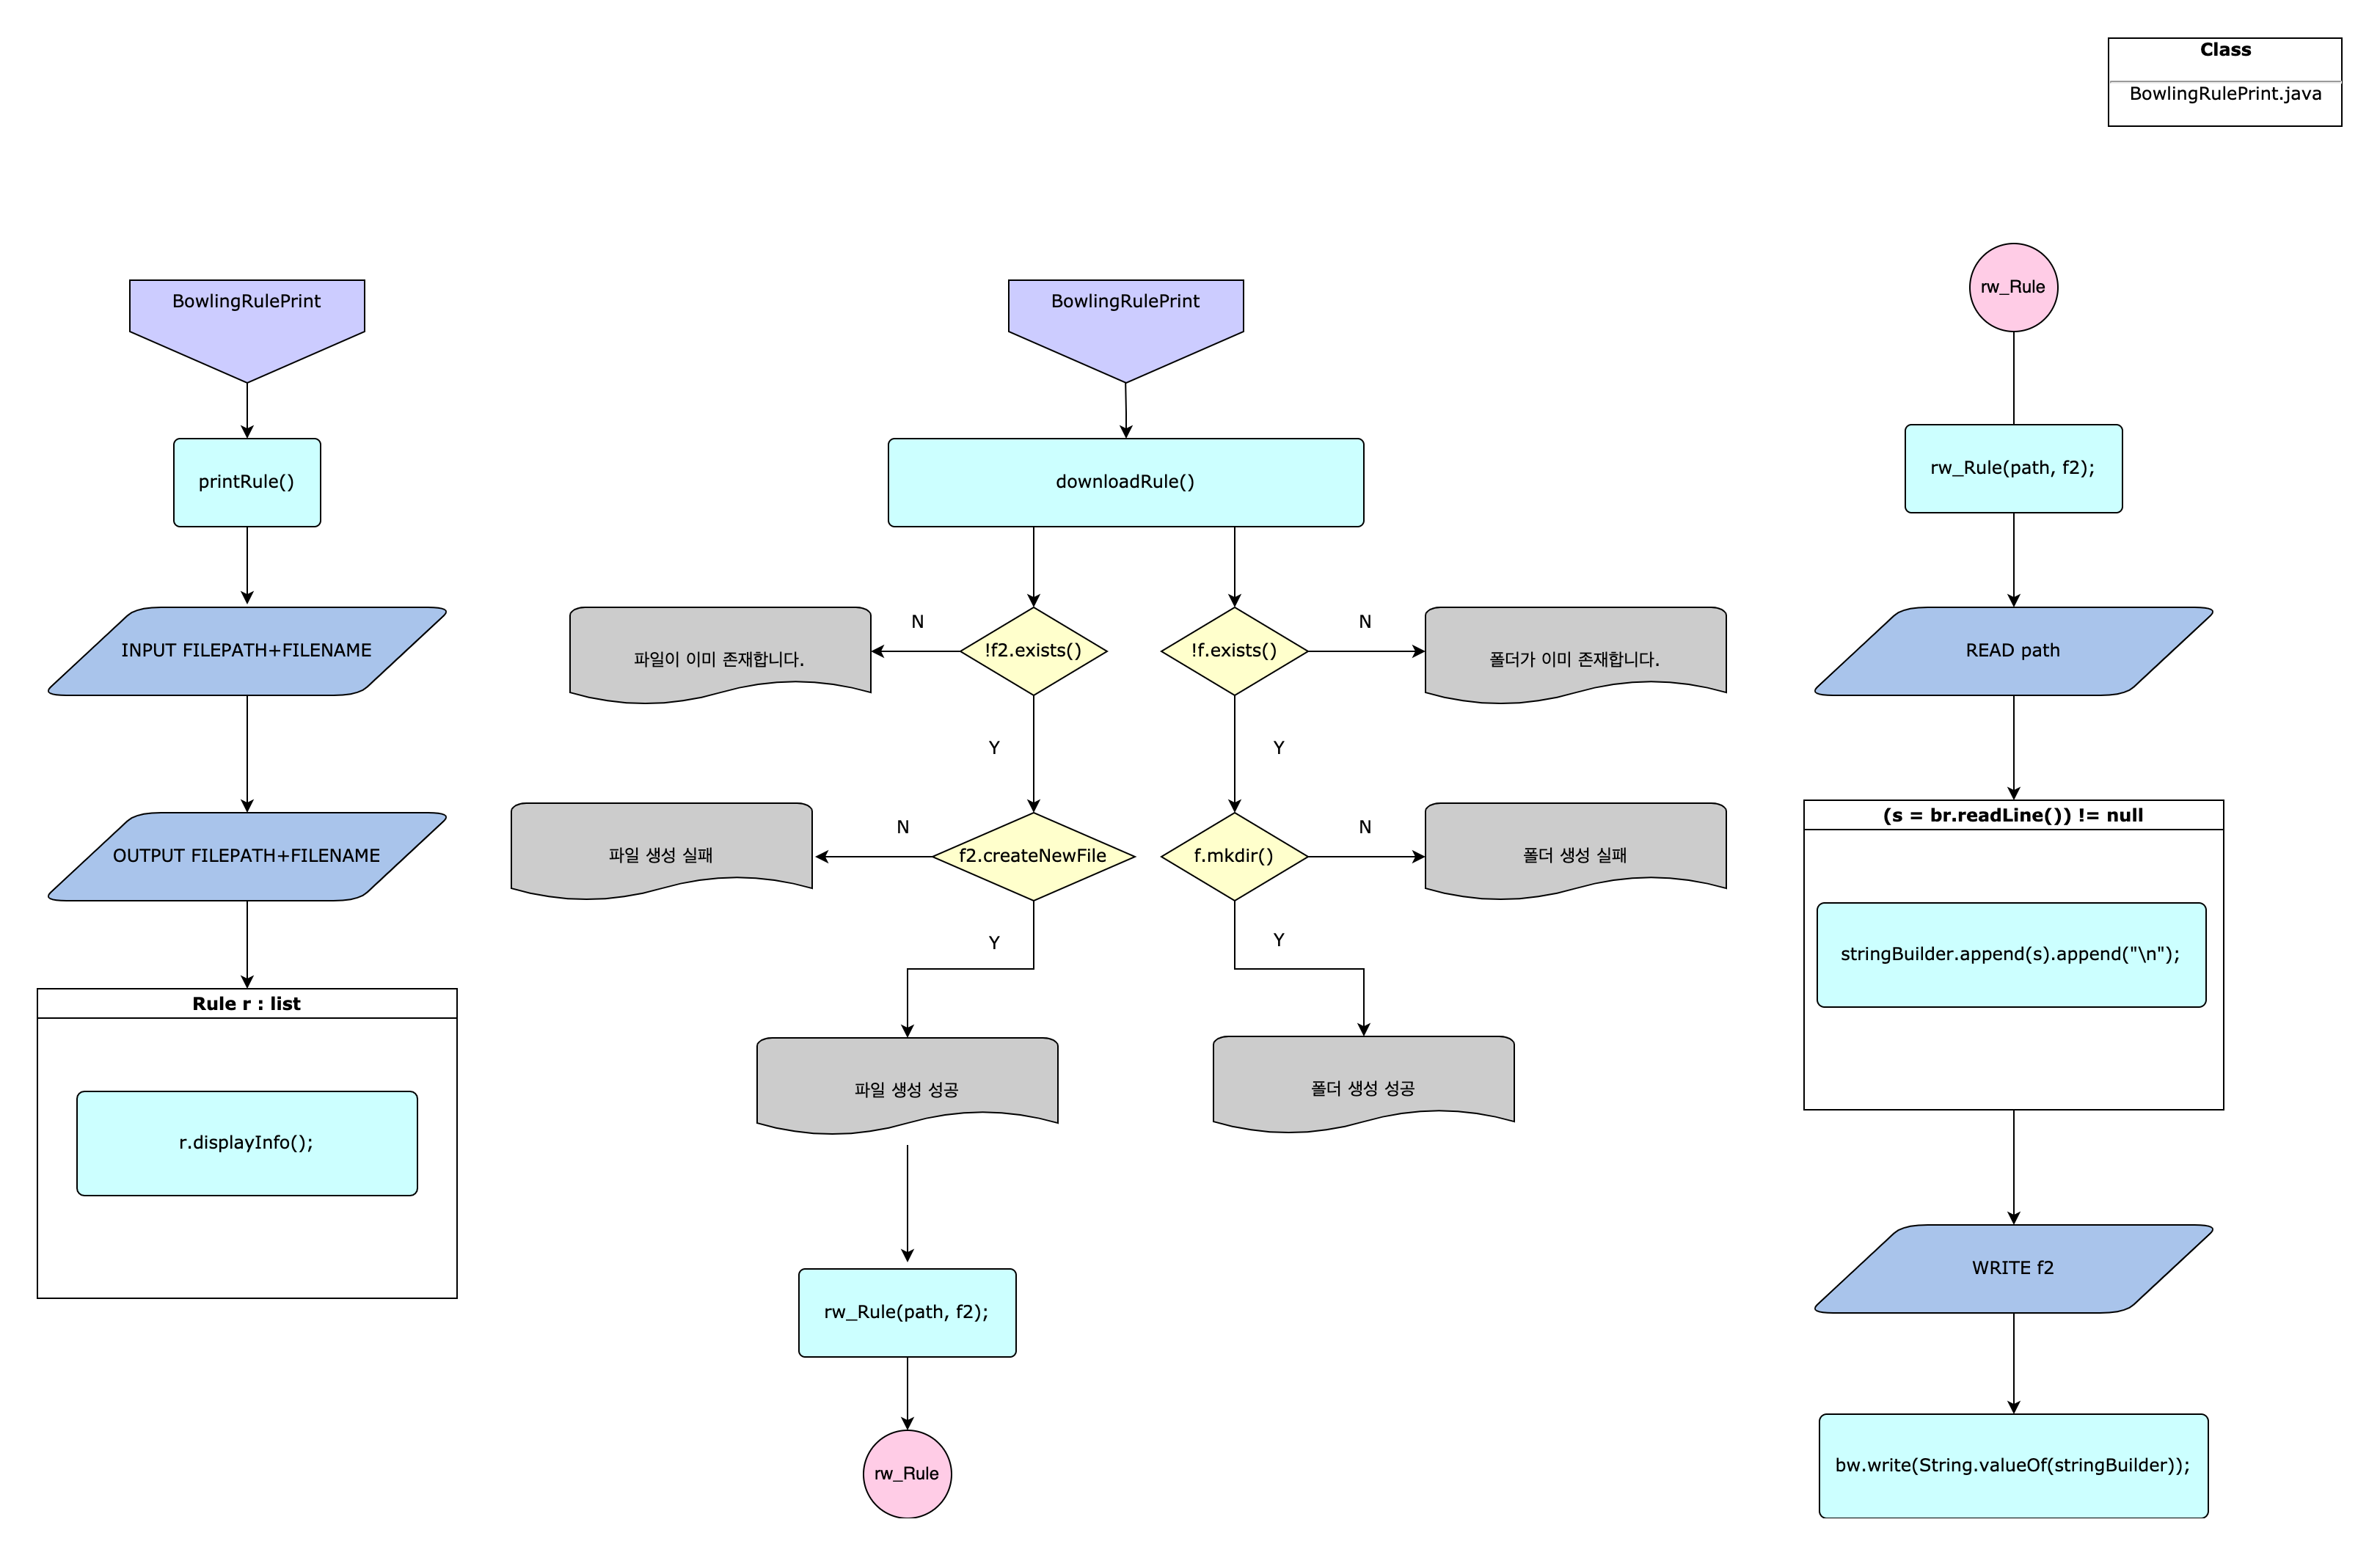 Class
BowlingRulePrint.java
BowlingRulePrint
printRule()
INPUT FILEPATH+FILENAME
OUTPUT FILEPATH+FILENAME
Rule r : list
r.displayInfo();
BowlingRulePrint
downloadRule()
!f2.exists()
N
파일이 이미 존재합니다.
Y
f2.createNewFile
N
파일 생성 실패
Y
파일 생성 성공
rw_Rule(path, f2);
rw_Rule
!f.exists()
N
폴더가 이미 존재합니다.
Y
f.mkdir()
N
폴더 생성 실패
Y
폴더 생성 성공
rw_Rule
rw_Rule(path, f2);
READ path
(s = br.readLine()) != null
stringBuilder.append(s).append("\n");
WRITE f2
bw.write(String.valueOf(stringBuilder));